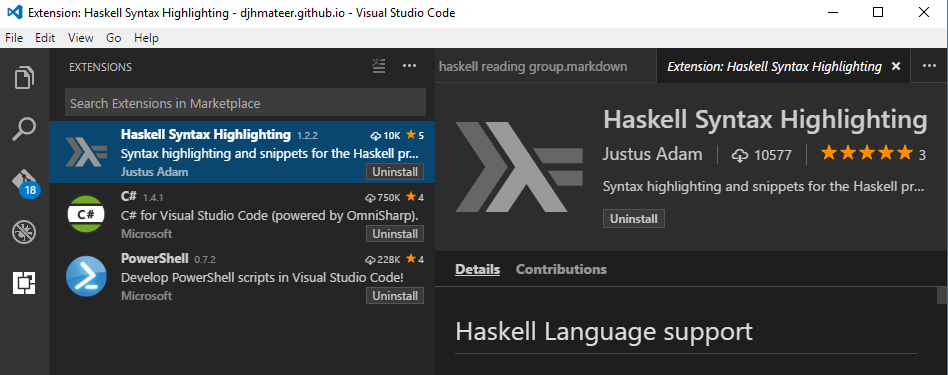 Extension: Haskell Syntax Highlighting - djhmateer.github.io - Visual Studio Code
File Edit View Go Help
EXTENSIONS
Search Extensions in Marketplace
Haskell Syntax Highlighting 1.2.2 10K 5
Syntax highlighting and snippets for the Haskell pr...
Justus Adam Uninstall
C# 1.4.1 750K 4
C# C# for Visual Studio Code (powered by OmniSharp).
Microsoft Uninstall
PowerShell 0.7.2 228K 4
Develop PowerShell scripts in Visual Studio Code!
Microsoft Uninstall
18
haskell reading group.markdown Extension: Haskell Syntax Highlighting
Haskell Syntax Highlighting
Justus Adam 10577 3
Syntax highlighting and snippets for the Haskell pr...
Uninstall
Details Contributions
Haskell Language support